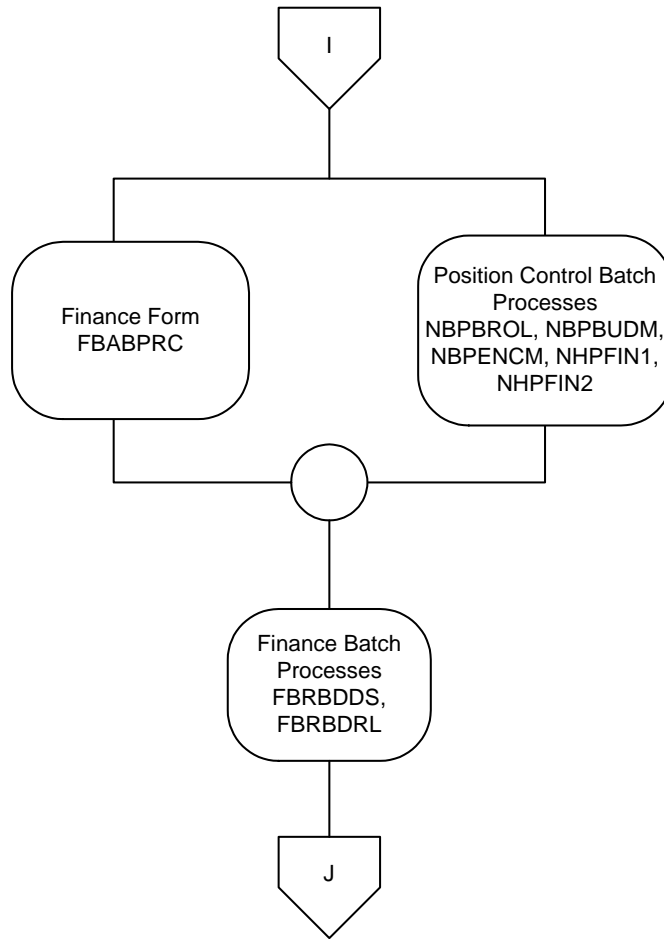 I
Finance Form
FBABPRC
Position Control Batch
Processes
NBPBROL, NBPBUDM,
NBPENCM, NHPFIN1,
NHPFIN2
Finance Batch
Processes
FBRBDDS,
FBRBDRL
J